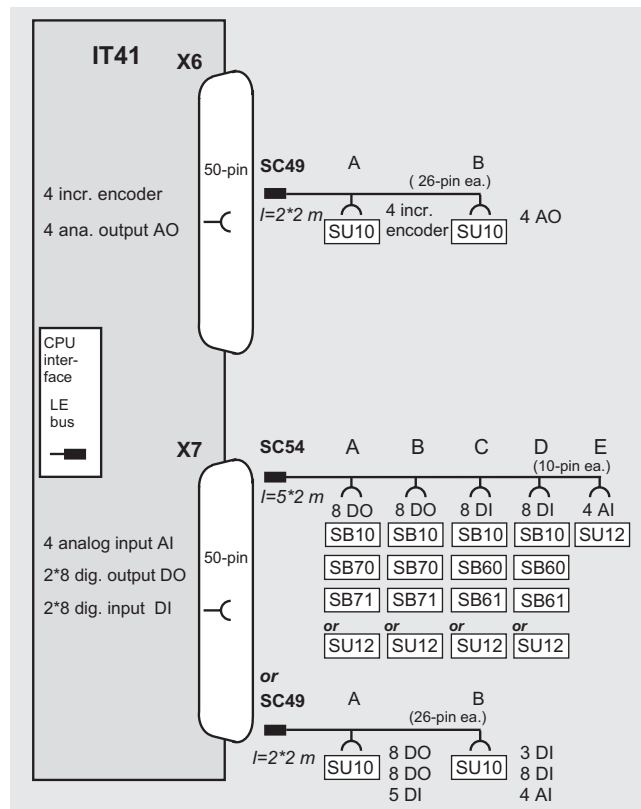 IT41
X6
50-pin
4 incr. encoder
4 ana. output AO
SC49 A B
( 26-pin ea.)
l=2*2 m
4 incr.
encoder
SU10 SU10
4 AO
CPU
inter-
face
LE
bus
X7
50-pin
4 analog input AI
2*8 dig. output DO
2*8 dig. input DI
SC54 A B C D E
(10-pin ea.)
l=5*2 m
8 DO 8 DO 8 DI 8 DI 4 AI
SB10 SB10 SB10 SB10 SU12
SB70 SB70 SB60 SB60
SB71 SB71 SB61 SB61
or or or or
SU12 SU12 SU12 SU12
or
SC49 A B
(26-pin ea.)
l=2*2 m
SU10
8 DO
8 DO
5 DI
SU10
3 DI
8 DI
4 AI